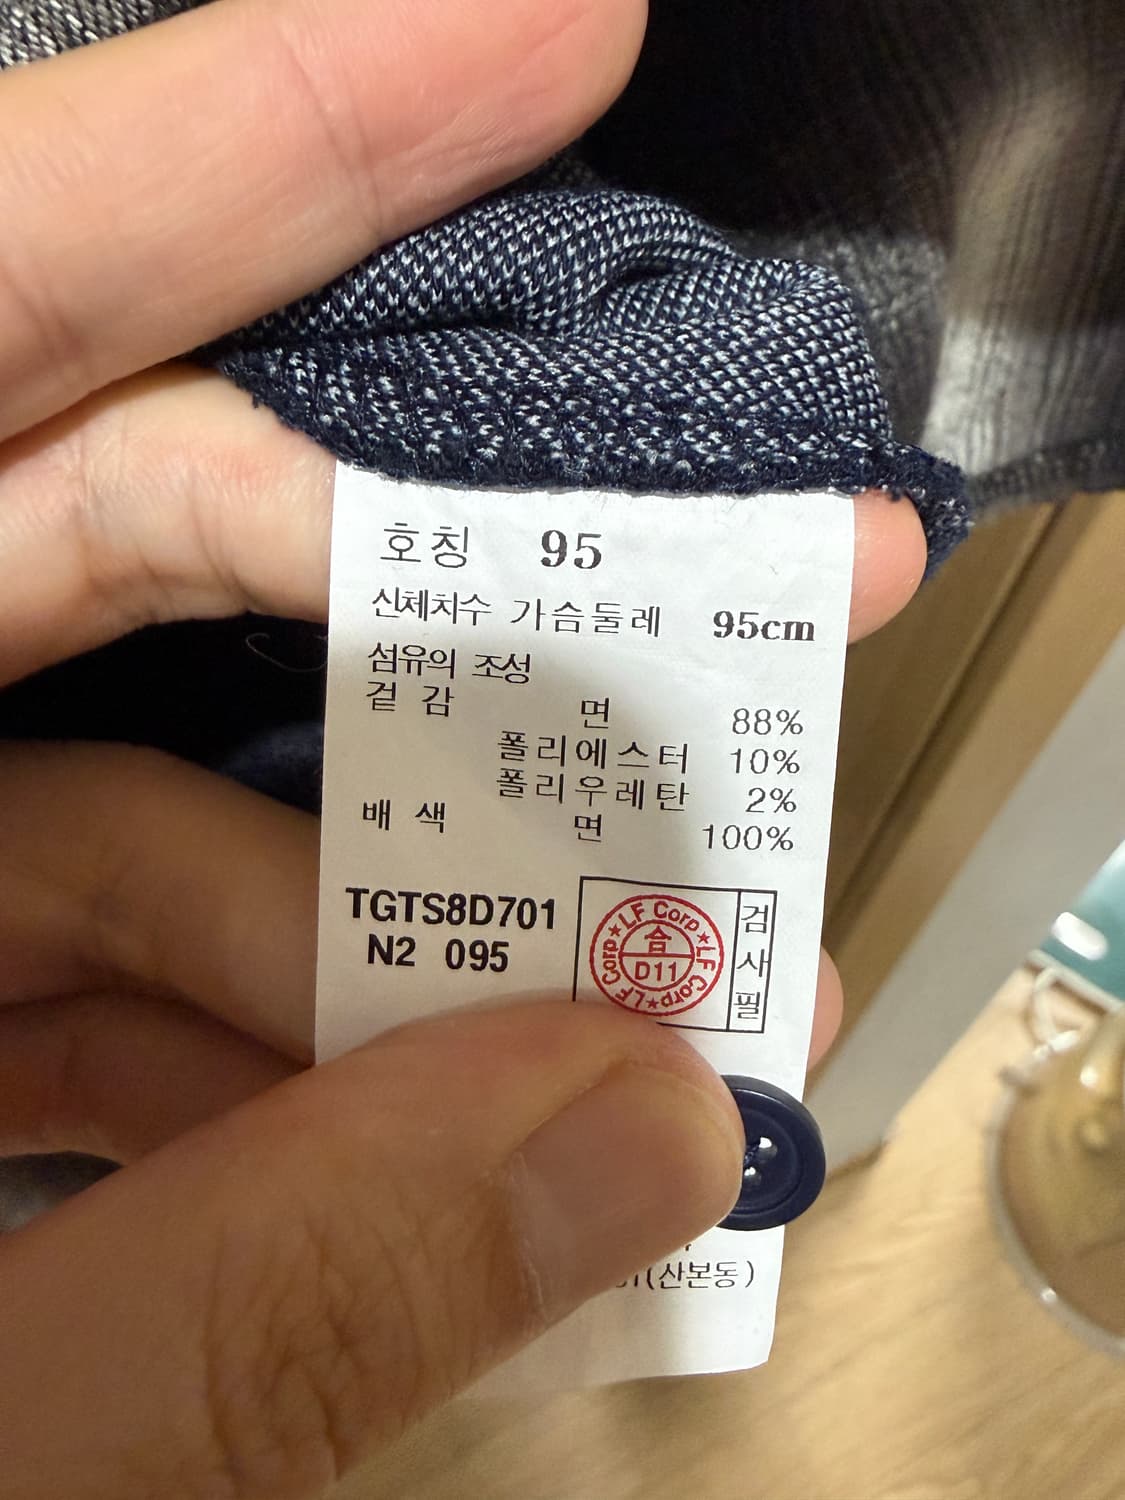 호칭 95
신체치수 가슴둘레 95cm
섬유의 조성
겉감 면 88%
폴리에스터 10%
폴리우레탄 2%
배색 면 100%
TGTS8D701
N2 095
LF Corp★LF Corp★LF Corp★
合
D11
검사필
(산본동)